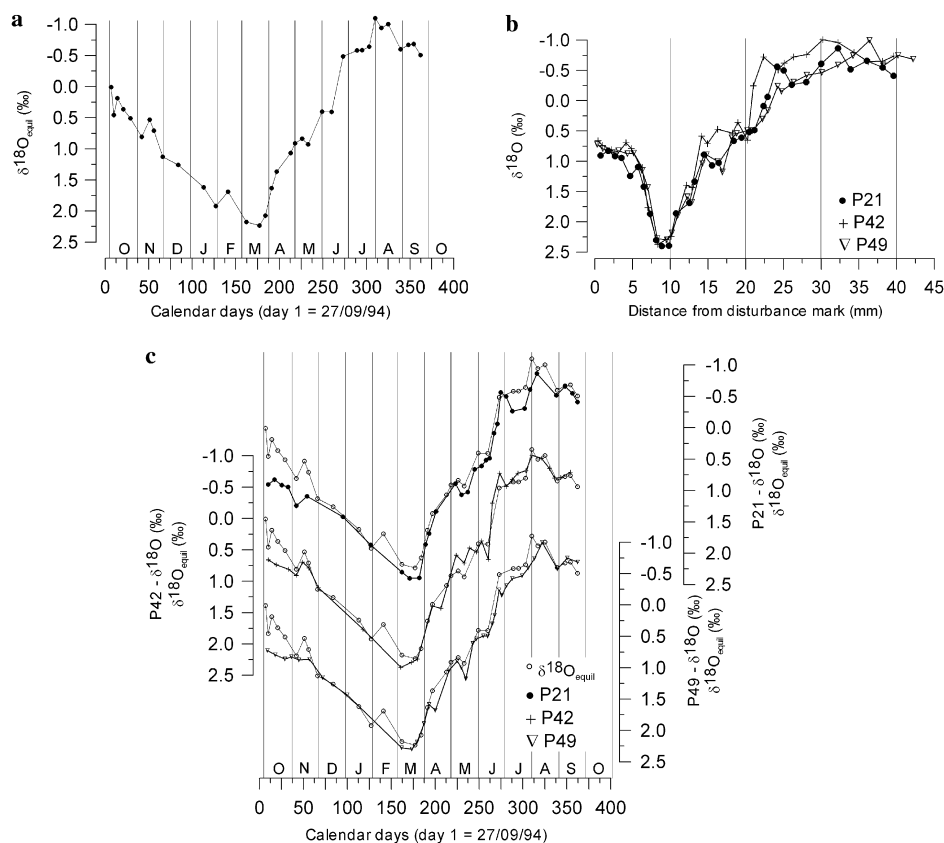 a
-1.0
-0.5
0.0
0.5
1.0
1.5
2.0
2.5
δ18Oequil (‰)
O N D J F M A M J J A S O
0 50 100 150 200 250 300 350 400
Calendar days (day 1 = 27/09/94)
b
-1.0
-0.5
0.0
0.5
1.0
1.5
2.0
2.5
δ18O (‰)
P21
P42
P49
0 5 10 15 20 25 30 35 40 45
Distance from disturbance mark (mm)
c
-1.0
-0.5
0.0
0.5
1.0
1.5
2.0
2.5
P42 - δ18O (‰)
δ18Oequil (‰)
-1.0
-0.5
0.0
0.5
1.0
1.5
2.0
2.5
P21 - δ18O (‰)
δ18Oequil (‰)
-1.0
-0.5
0.0
0.5
1.0
1.5
2.0
2.5
P49 - δ18O (‰)
δ18Oequil (‰)
δ18Oequil
P21
P42
P49
O N D J F M A M J J A S O
0 50 100 150 200 250 300 350 400
Calendar days (day 1 = 27/09/94)